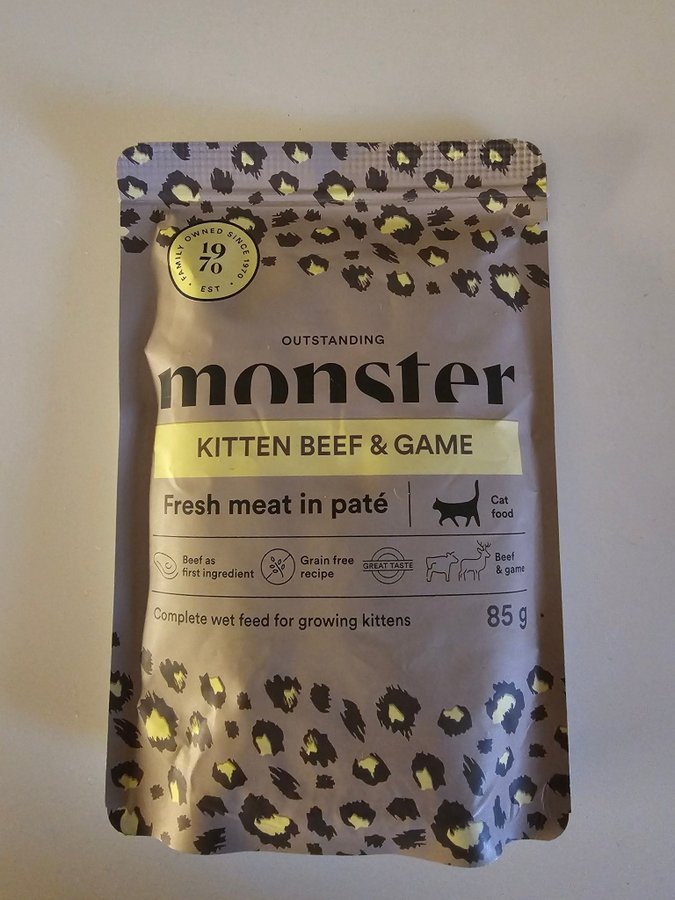 FAMILY OWNED SINCE 1970
19
70
EST
OUTSTANDING
monster
KITTEN BEEF & GAME
Fresh meat in paté
Cat
food
Beef as
first ingredient
Grain free
recipe
GREAT TASTE
Beef
& game
Complete wet feed for growing kittens
85 g